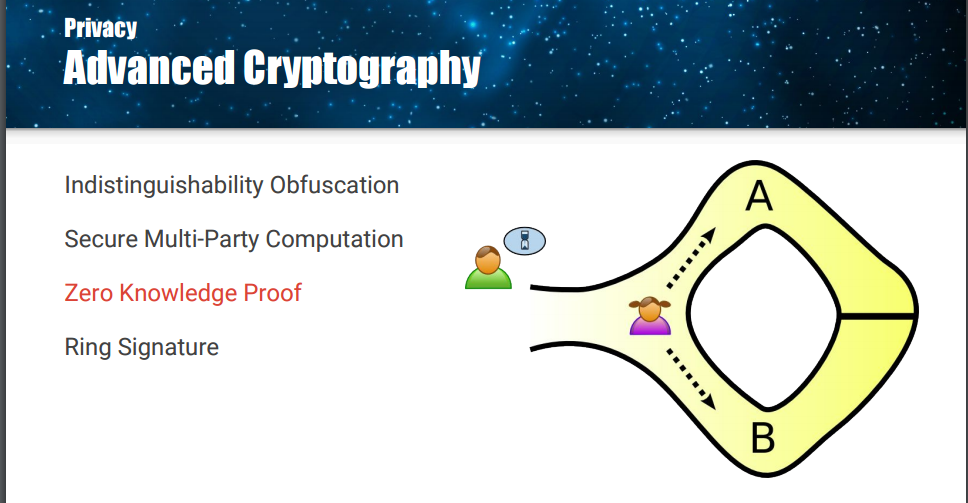 Privacy
Advanced Cryptography
Indistinguishability Obfuscation
Secure Multi-Party Computation
Zero Knowledge Proof
Ring Signature
A
B